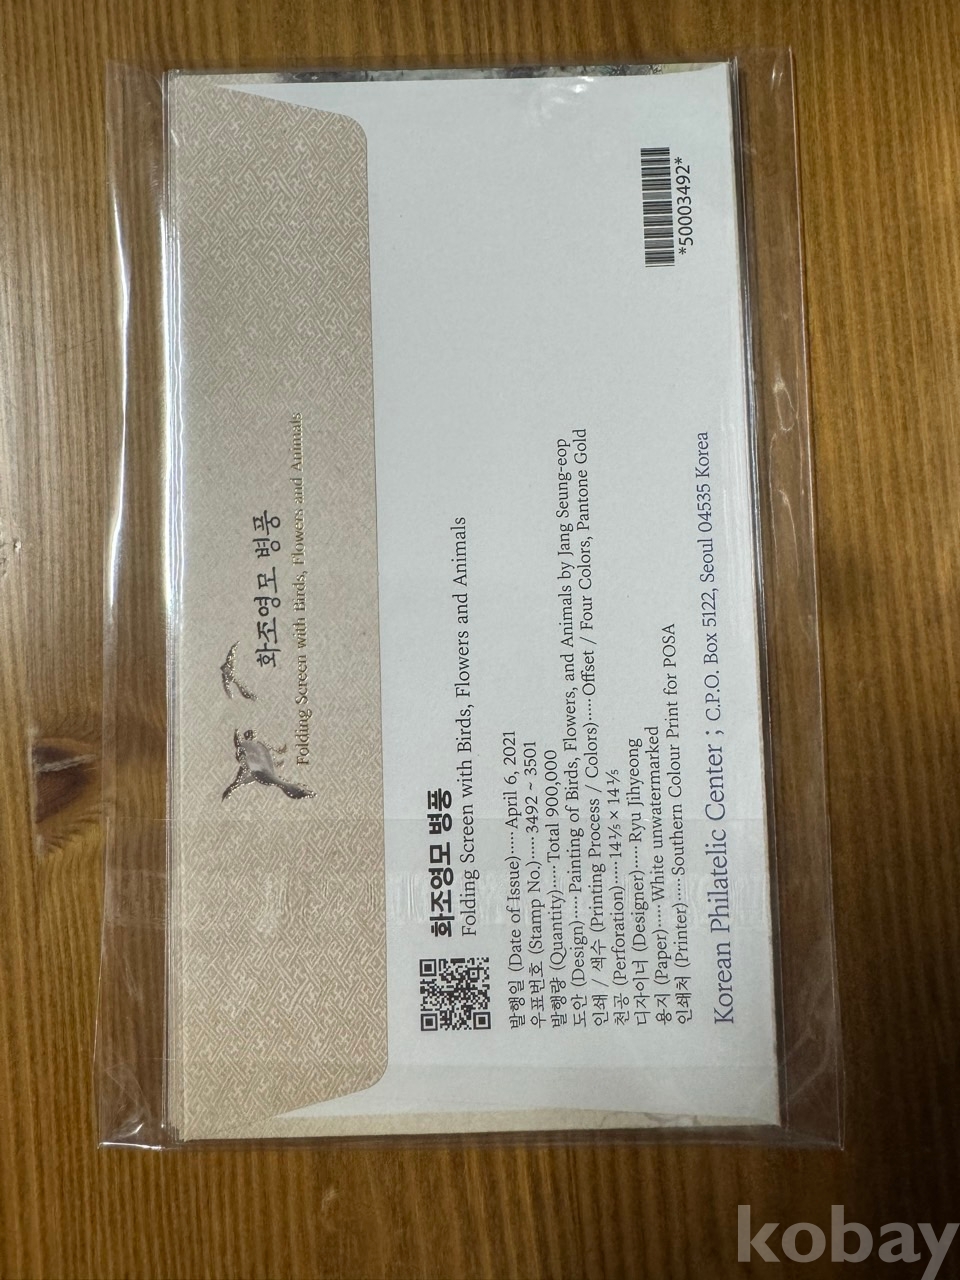 화조영모 병풍
Folding Screen with Birds, Flowers and Animals
화조영모 병풍
Folding Screen with Birds, Flowers and Animals
발행일 (Date of Issue)····· April 6, 2021
우표번호 (Stamp No.)····· 3492 ~ 3501
발행량 (Quantity)····· Total 900,000
도안 (Design)····· Painting of Birds, Flowers, and Animals by Jang Seung-eop
인쇄 / 색수 (Printing Process / Colors)····· Offset / Four Colors, Pantone Gold
천공 (Perforation)····· 14⅕ × 14⅕
디자이너 (Designer)····· Ryu Jihyeong
용지 (Paper)····· White unwatermarked
인쇄처 (Printer)····· Southern Colour Print for POSA
Korean Philatelic Center ; C.P.O. Box 5122, Seoul 04535 Korea
*50003492*
kobay